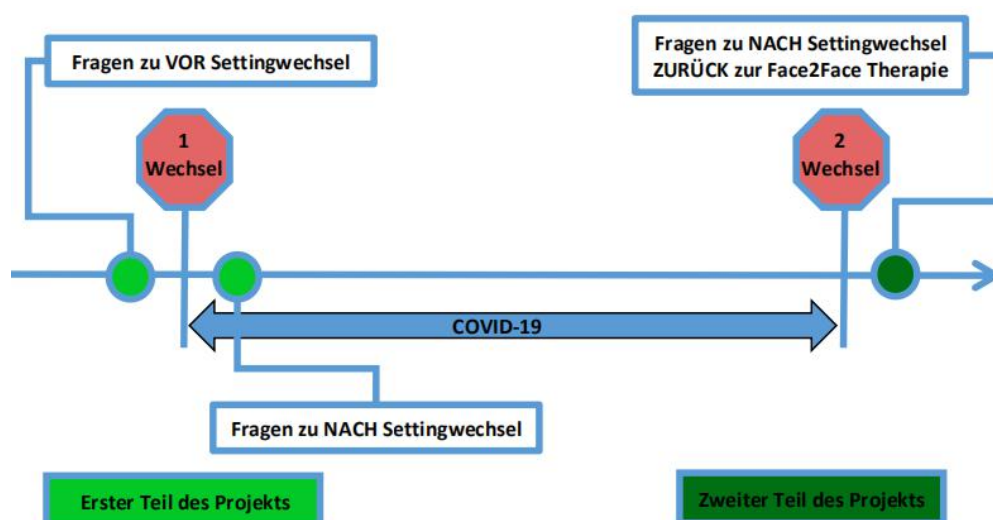 Fragen zu VOR Settingwechsel
Fragen zu NACH Settingwechsel
ZURÜCK zur Face2Face Therapie
1
Wechsel
2
Wechsel
COVID-19
Fragen zu NACH Settingwechsel
Erster Teil des Projekts
Zweiter Teil des Projekts